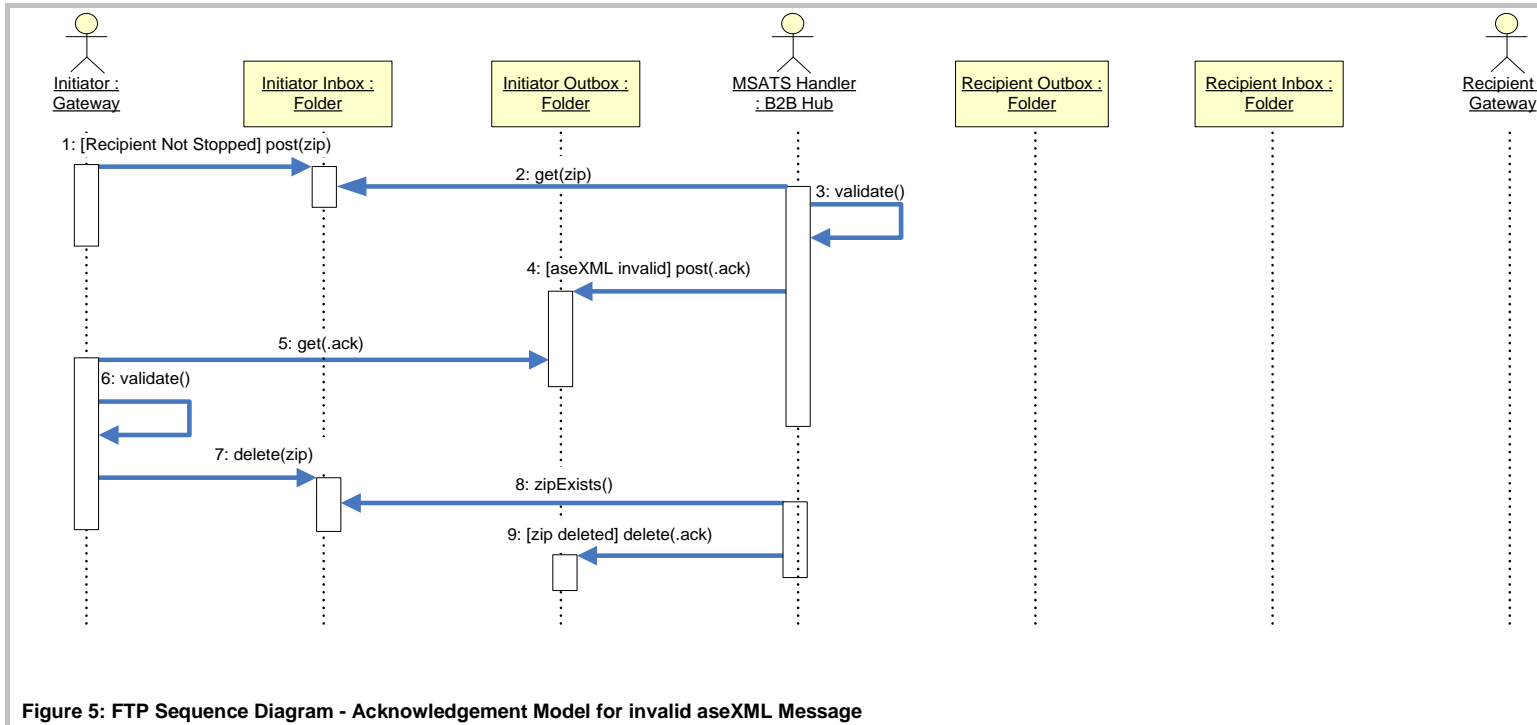 Initiator :
Gateway
Initiator Inbox :
Folder
Initiator Outbox :
Folder
MSATS Handler
: B2B Hub
Recipient Outbox :
Folder
Recipient Inbox :
Folder
Recipient
Gateway
1: [Recipient Not Stopped] post(zip)
2: get(zip)
3: validate()
4: [aseXML invalid] post(.ack)
5: get(.ack)
6: validate()
7: delete(zip)
8: zipExists()
9: [zip deleted] delete(.ack)
Figure 5: FTP Sequence Diagram - Acknowledgement Model for invalid aseXML Message